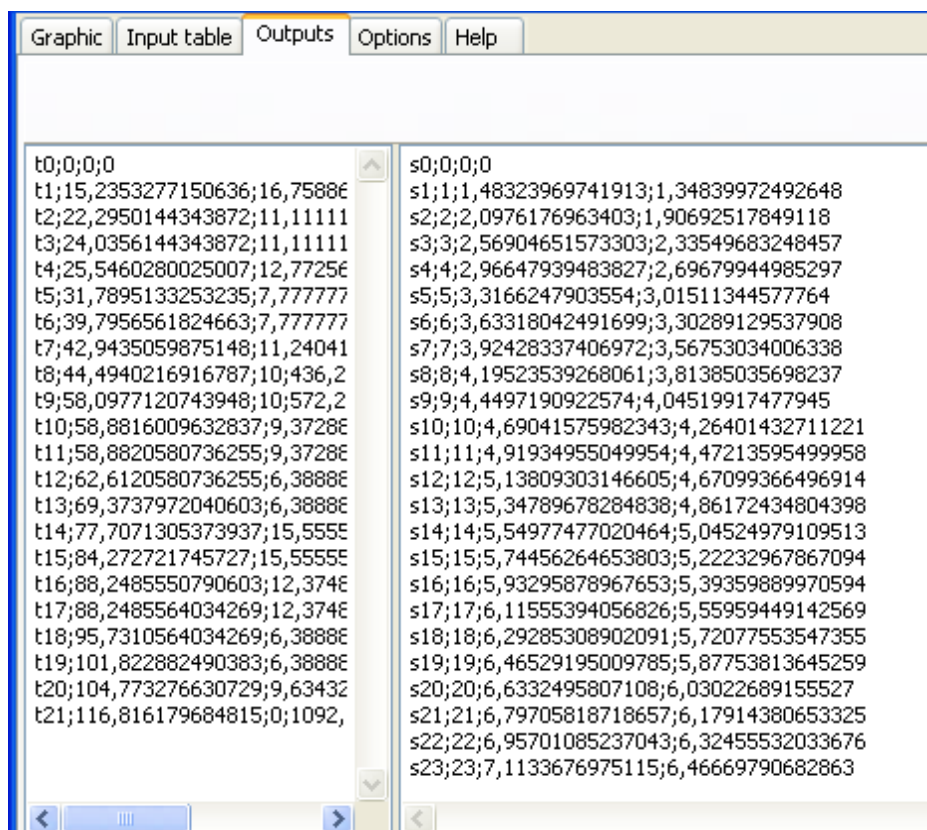 Graphic Input table Outputs Options Help
t0;0;0;0
t1;15,2353277150636;16,75886
t2;22,2950144343872;11,11111
t3;24,0356144343872;11,11111
t4;25,5460280025007;12,77256
t5;31,7895133253235;7,777777
t6;39,7956561824663;7,777777
t7;42,9435059875148;11,24041
t8;44,4940216916787;10;436,2
t9;58,0977120743948;10;572,2
t10;58,8816009632837;9,37288
t11;58,8820580736255;9,37288
t12;62,6120580736255;6,38888
t13;69,3737972040603;6,38888
t14;77,7071305373937;15,5555
t15;84,272721745727;15,55555
t16;88,2485550790603;12,3748
t17;88,2485564034269;12,3748
t18;95,7310564034269;6,38888
t19;101,822882490383;6,38888
t20;104,773276630729;9,63432
t21;116,816179684815;0;1092,
s0;0;0;0
s1;1;1,48323969741913;1,34839972492648
s2;2;2,0976176963403;1,90692517849118
s3;3;2,56904651573303;2,33549683248457
s4;4;2,96647939483827;2,69679944985297
s5;5;3,3166247903554;3,01511344577764
s6;6;3,63318042491699;3,30289129537908
s7;7;3,92428337406972;3,56753034006338
s8;8;4,19523539268061;3,81385035698237
s9;9;4,4497190922574;4,04519917477945
s10;10;4,69041575982343;4,26401432711221
s11;11;4,91934955049954;4,47213595499958
s12;12;5,13809303146605;4,67099366496914
s13;13;5,34789678284838;4,86172434804398
s14;14;5,54977477020464;5,04524979109513
s15;15;5,74456264653803;5,22232967867094
s16;16;5,93295878967653;5,39359889970594
s17;17;6,11555394056826;5,55959449142569
s18;18;6,29285308902091;5,72077553547355
s19;19;6,46529195009785;5,87753813645259
s20;20;6,6332495807108;6,03022689155527
s21;21;6,79705818718657;6,17914380653325
s22;22;6,95701085237043;6,32455532033676
s23;23;7,1133676975115;6,46669790682863